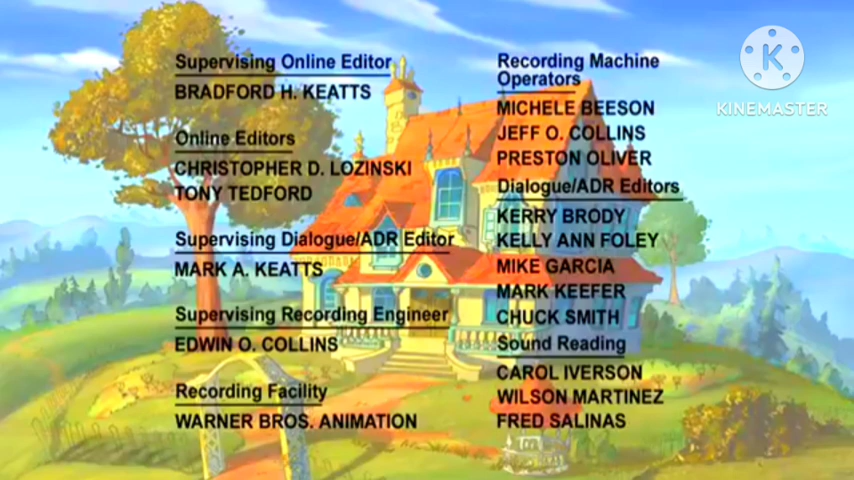 Supervising Online Editor
BRADFORD H. KEATTS
Online Editors
CHRISTOPHER D. LOZINSKI
TONY TEDFORD
Supervising Dialogue/ADR Editor
MARK A. KEATTS
Supervising Recording Engineer
EDWIN O. COLLINS
Recording Facility
WARNER BROS. ANIMATION
Recording Machine
Operators
MICHELE BEESON
JEFF O. COLLINS
PRESTON OLIVER
Dialogue/ADR Editors
KERRY BRODY
KELLY ANN FOLEY
MIKE GARCIA
MARK KEEFER
CHUCK SMITH
Sound Reading
CAROL IVERSON
WILSON MARTINEZ
FRED SALINAS
K
KINEMASTER